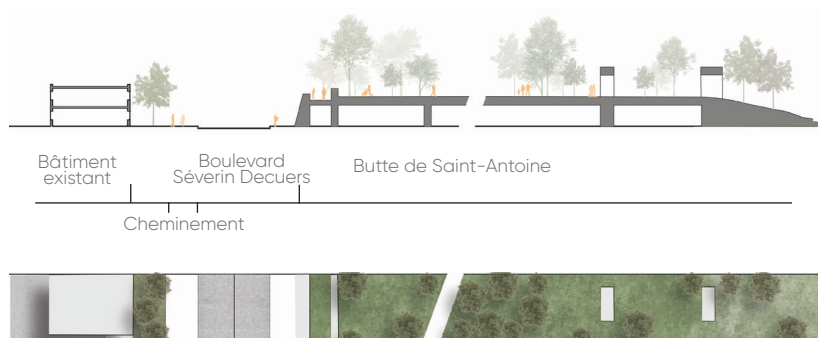 Bâtiment
existant
Boulevard
Séverin Decuers
Butte de Saint-Antoine
Cheminement